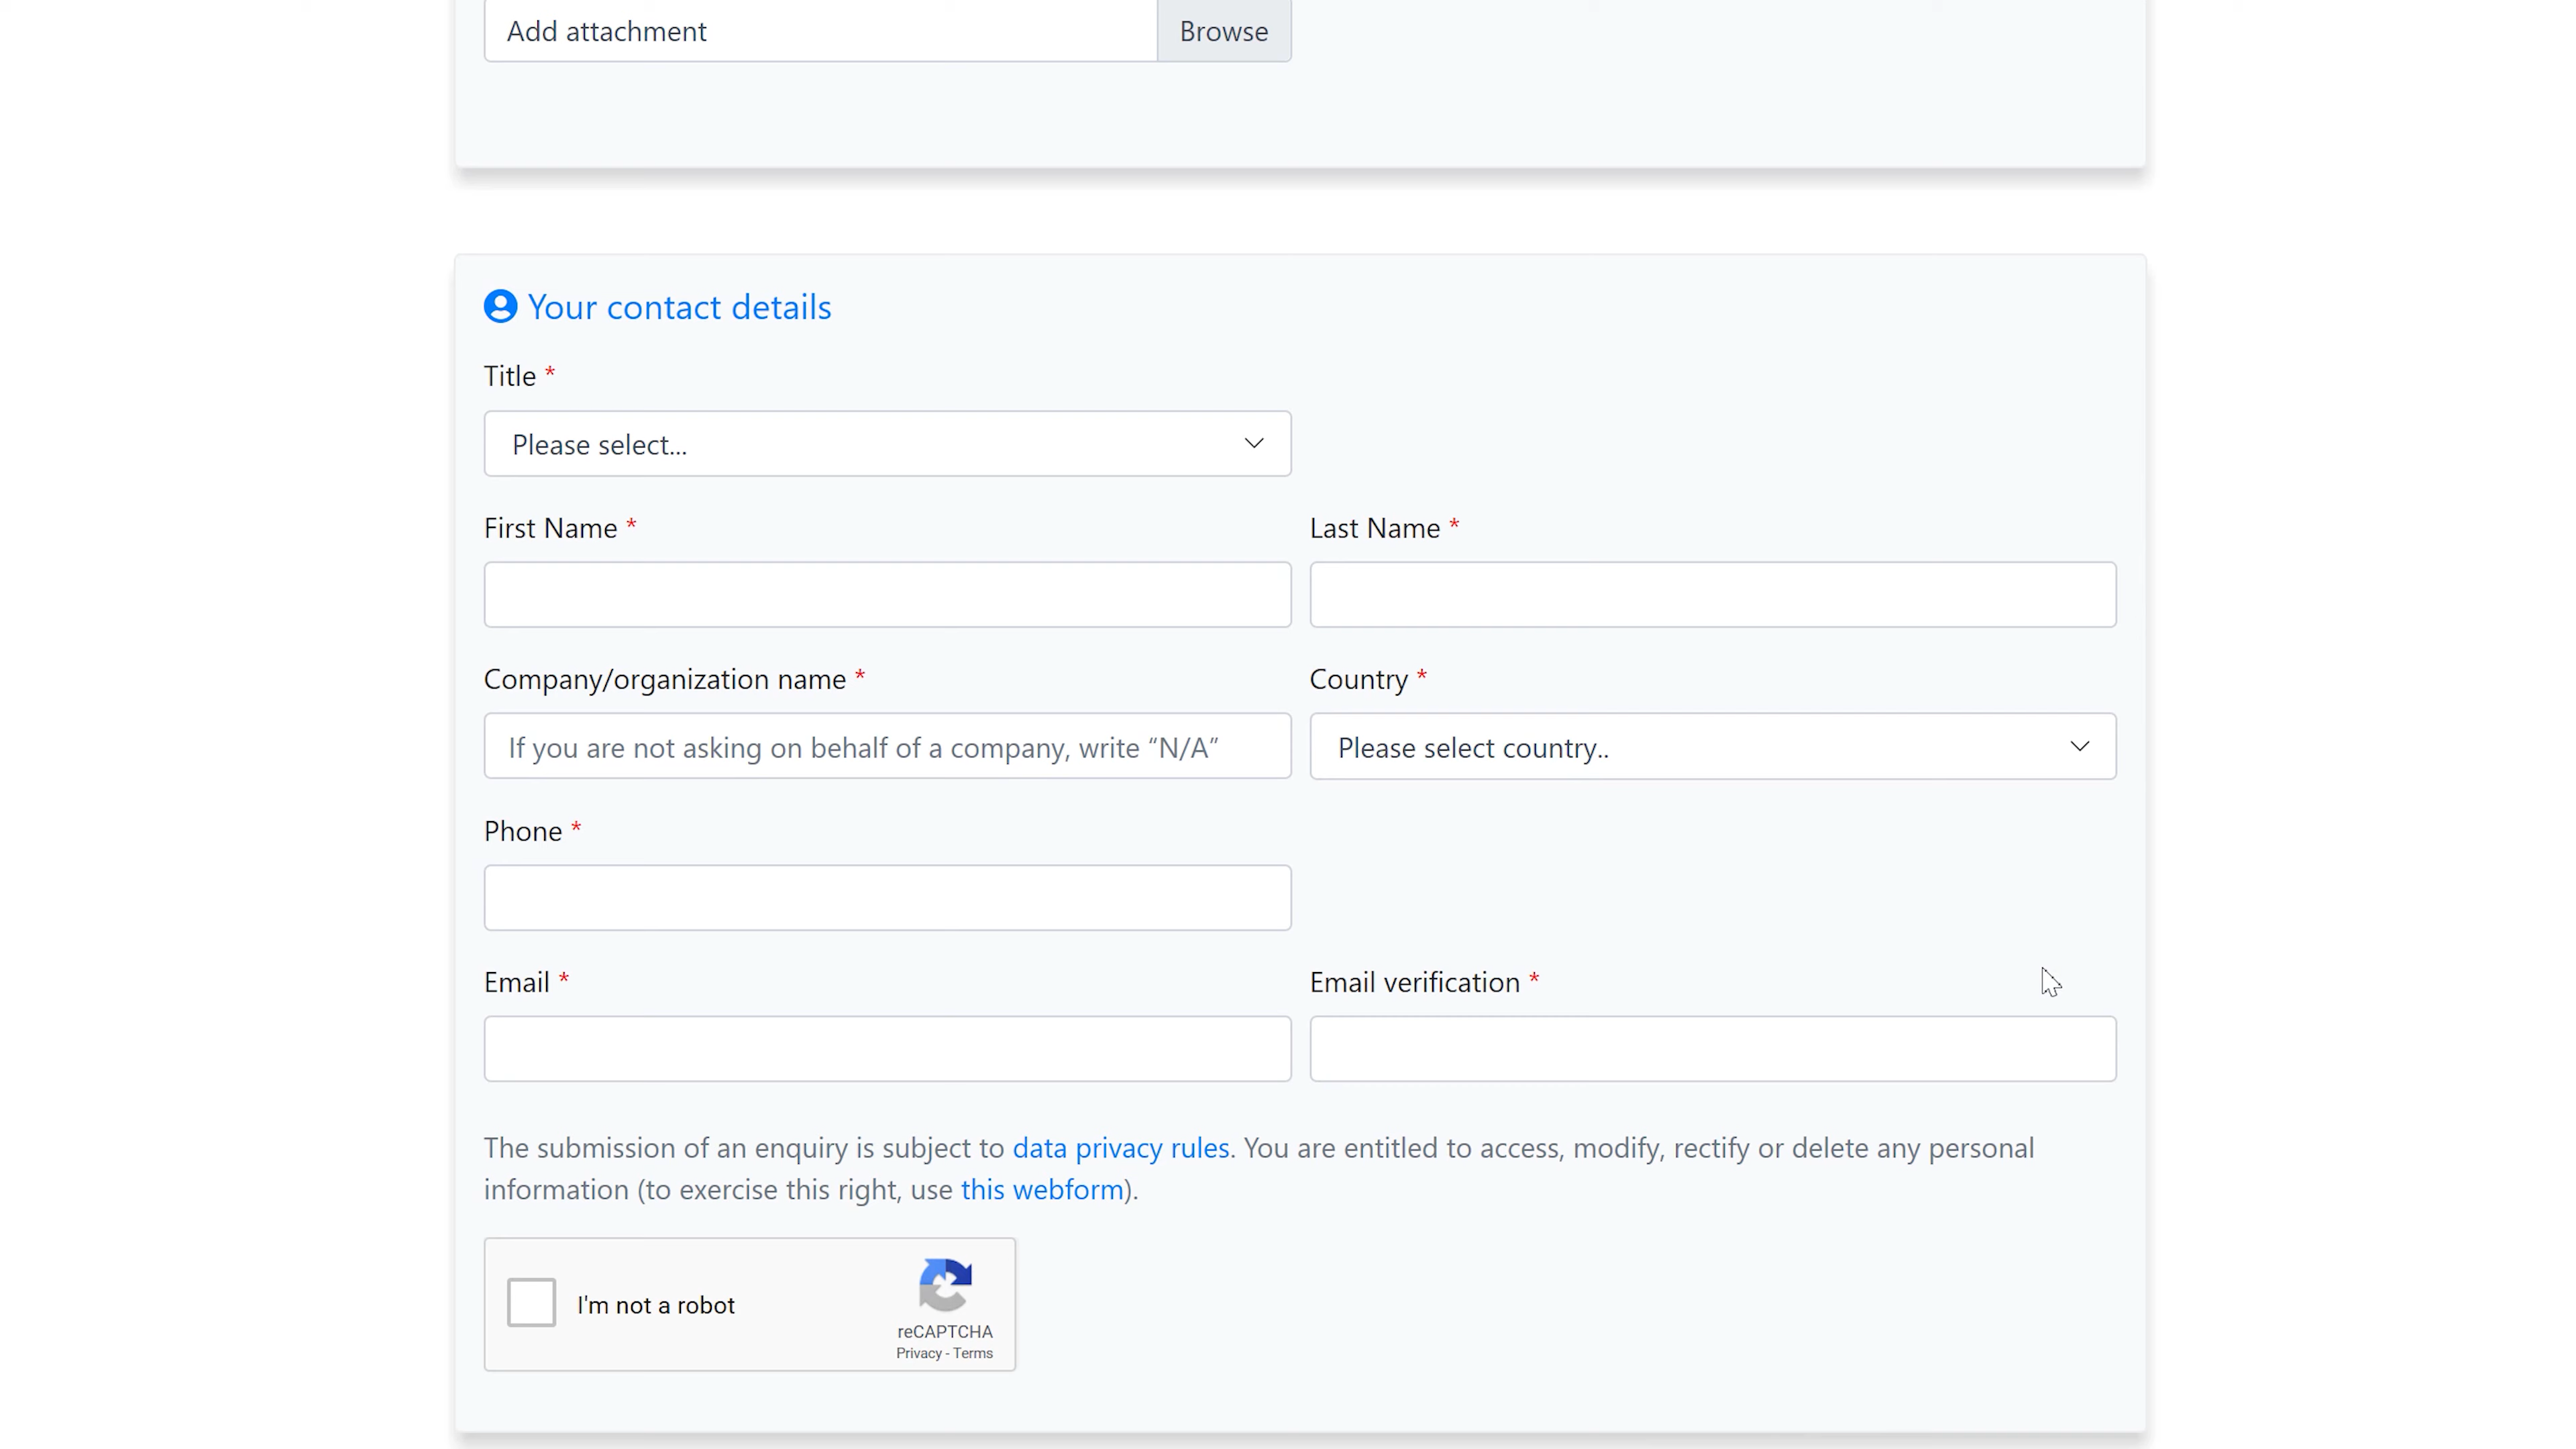 Add attachment Browse
Your contact details
Title *
Please select...
First Name * Last Name *
Company/organization name * Country *
If you are not asking on behalf of a company, write “N/A” Please select country..
Phone *
Email * Email verification *
The submission of an enquiry is subject to data privacy rules. You are entitled to access, modify, rectify or delete any personal
information (to exercise this right, use this webform).
I'm not a robot
reCAPTCHA
Privacy - Terms